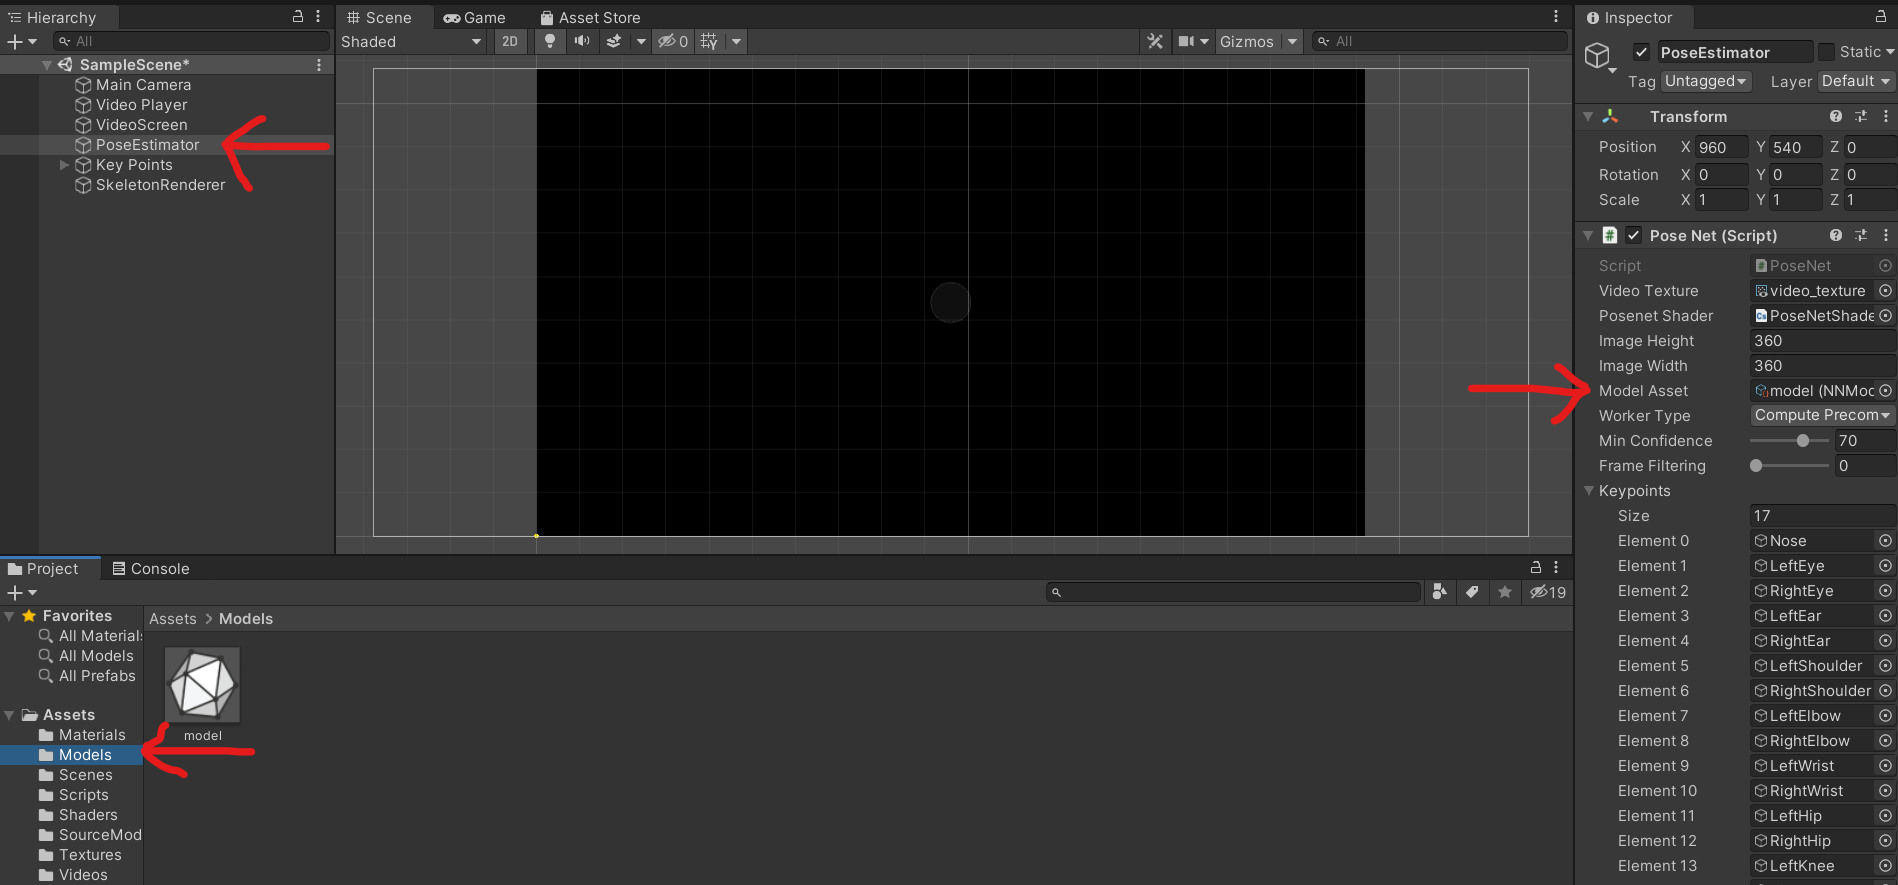 Hierarchy
All
SampleScene*
Main Camera
Video Player
VideoScreen
PoseEstimator
Key Points
SkeletonRenderer
Scene
Game
Asset Store
Shaded
2D
0
Gizmos
All
Inspector
PoseEstimator
Static
Tag Untagged
Layer Default
Transform
Position X 960 Y 540 Z 0
Rotation X 0 Y 0 Z 0
Scale X 1 Y 1 Z 1
Pose Net (Script)
Script PoseNet
Video Texture video_texture
Posenet Shader PoseNetShade
Image Height 360
Image Width 360
Model Asset model (NNMod
Worker Type Compute Precom
Min Confidence 70
Frame Filtering 0
Keypoints
Size 17
Element 0 Nose
Element 1 LeftEye
Element 2 RightEye
Element 3 LeftEar
Element 4 RightEar
Element 5 LeftShoulder
Element 6 RightShoulder
Element 7 LeftElbow
Element 8 RightElbow
Element 9 LeftWrist
Element 10 RightWrist
Element 11 LeftHip
Element 12 RightHip
Element 13 LeftKnee
Project
Console
19
Favorites
All Materials
All Models
All Prefabs
Assets
Materials
Models
Scenes
Scripts
Shaders
SourceMod
Textures
Videos
Assets > Models
model